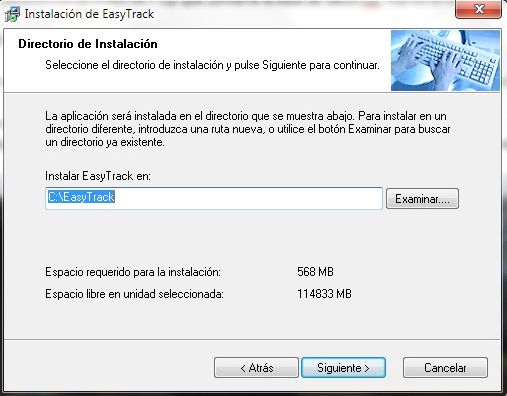 Instalación de EasyTrack
Directorio de Instalación
Seleccione el directorio de instalación y pulse Siguiente para continuar.
La aplicación será instalada en el directorio que se muestra abajo. Para instalar en un
directorio diferente, introduzca una ruta nueva, o utilice el botón Examinar para buscar
un directorio ya existente.
Instalar EasyTrack en:
C:\EasyTrack
Examinar....
Espacio requerido para la instalación: 568 MB
Espacio libre en unidad seleccionada: 114833 MB
< Atrás
Siguiente >
Cancelar